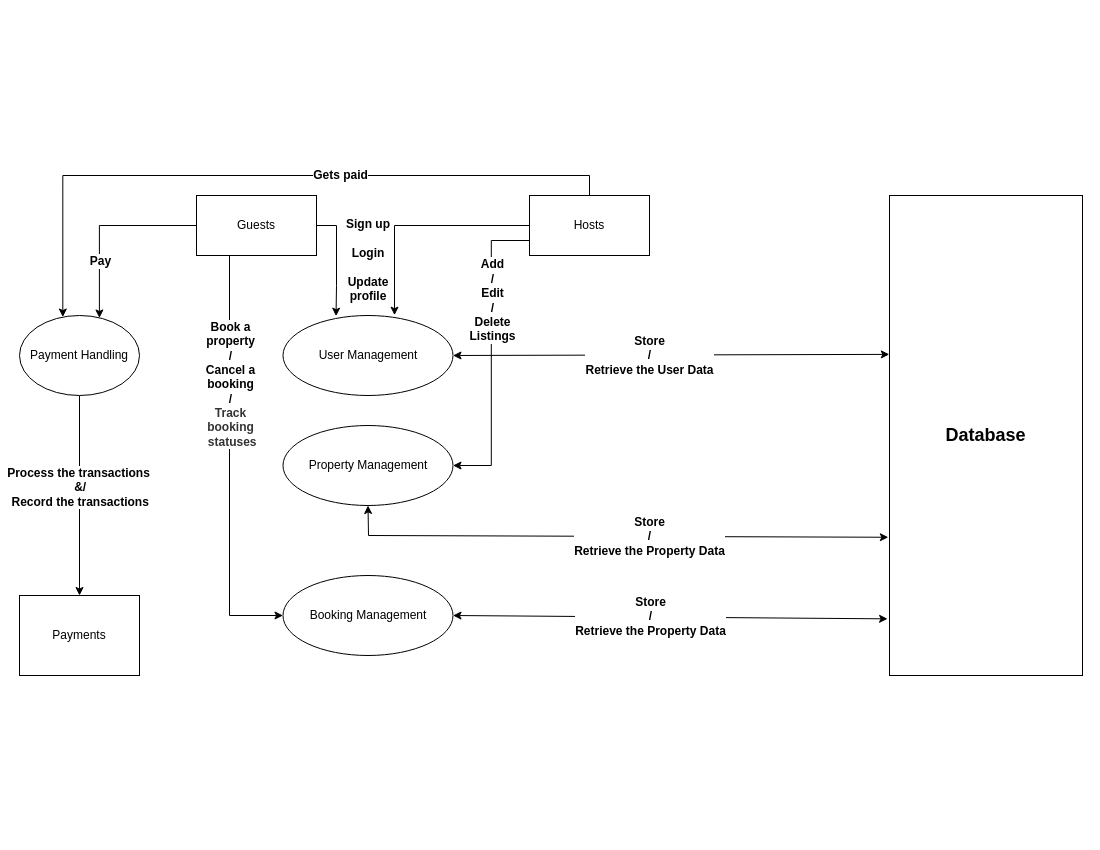 Gets paid
Guests
Sign up
Login
Update
profile
Hosts
Pay
Add
/
Edit
/
Delete
Listings
Book a
property
/
Cancel a
booking
/
Track
booking
statuses
Payment Handling
User Management
Store
/
Retrieve the User Data
Database
Property Management
Process the transactions
&/
Record the transactions
Store
/
Retrieve the Property Data
Booking Management
Store
/
Retrieve the Property Data
Payments